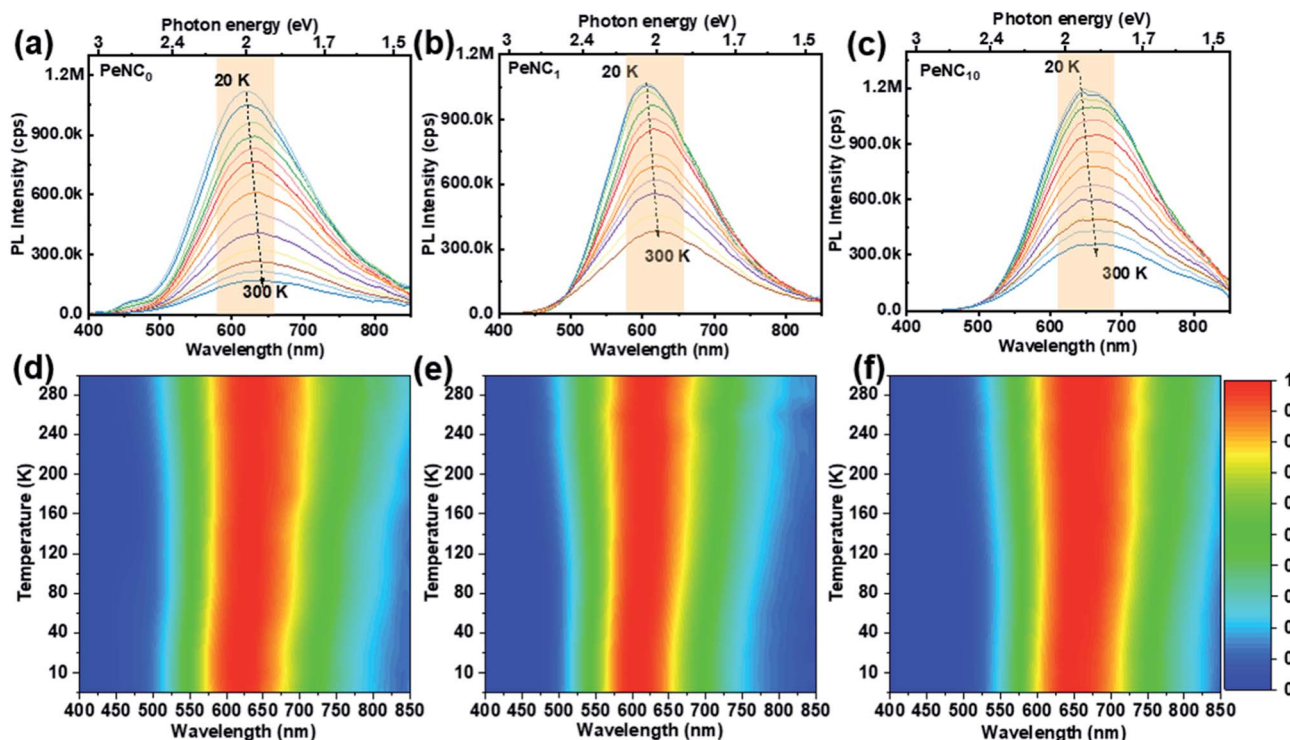 Photon energy (eV)
(a)
3 2.4 2 1.7 1.5
PeNC0
20 K
300 K
1.2M
900.0k
600.0k
300.0k
0.0
PL Intensity (cps)
400 500 600 700 800
Wavelength (nm)
Photon energy (eV)
(b)
3 2.4 2 1.7 1.5
PeNC1
20 K
300 K
1.2M
900.0k
600.0k
300.0k
0.0
PL Intensity (cps)
400 500 600 700 800
Wavelength (nm)
Photon energy (eV)
(c)
3 2.4 2 1.7 1.5
PeNC10
20 K
300 K
1.2M
900.0k
600.0k
300.0k
0.0
PL Intensity (cps)
400 500 600 700 800
Wavelength (nm)
(d)
280
240
200
160
120
80
40
10
Temperature (K)
400 450 500 550 600 650 700 750 800 850
Wavelength (nm)
(e)
280
240
200
160
120
80
40
10
Temperature (K)
400 450 500 550 600 650 700 750 800 850
Wavelength (nm)
(f)
280
240
200
160
120
80
40
10
Temperature (K)
400 450 500 550 600 650 700 750 800 850
Wavelength (nm)